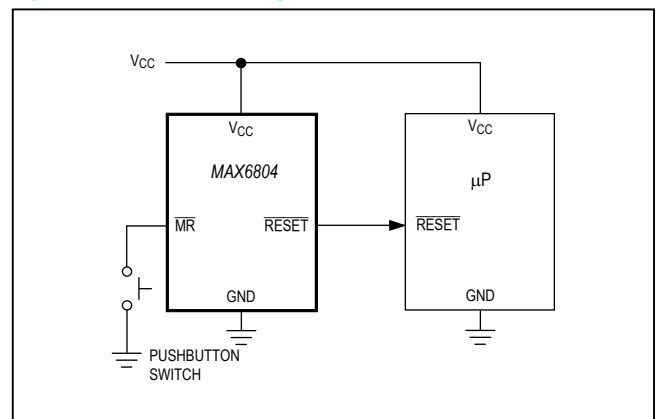 VCC
VCC
MAX6804
MR
RESET
GND
PUSHBUTTON
SWITCH
VCC
µP
RESET
GND